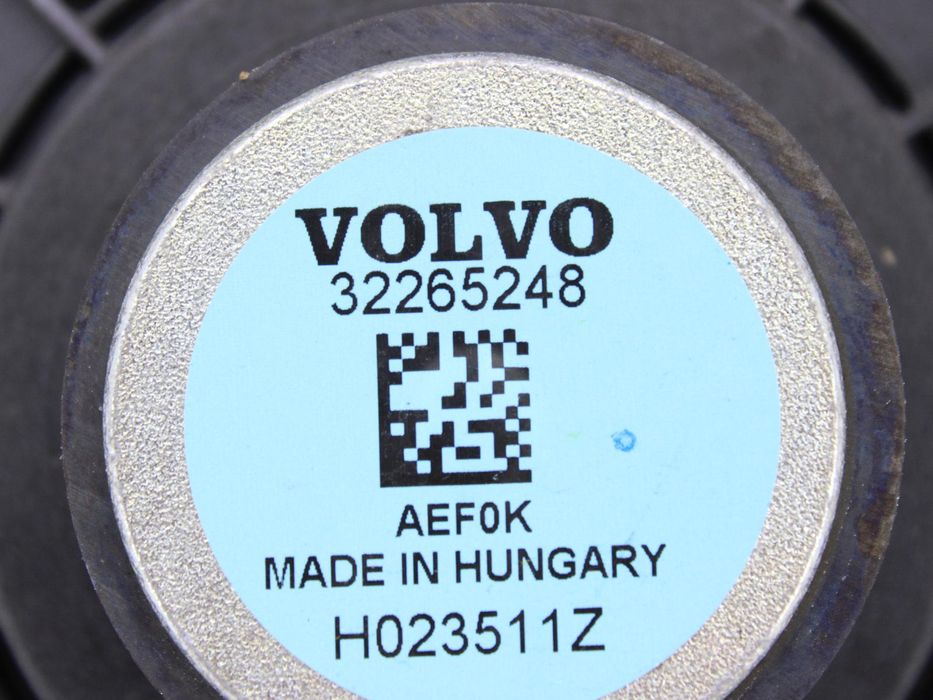 VOLVO
32265248
AEF0K
MADE IN HUNGARY
H023511Z